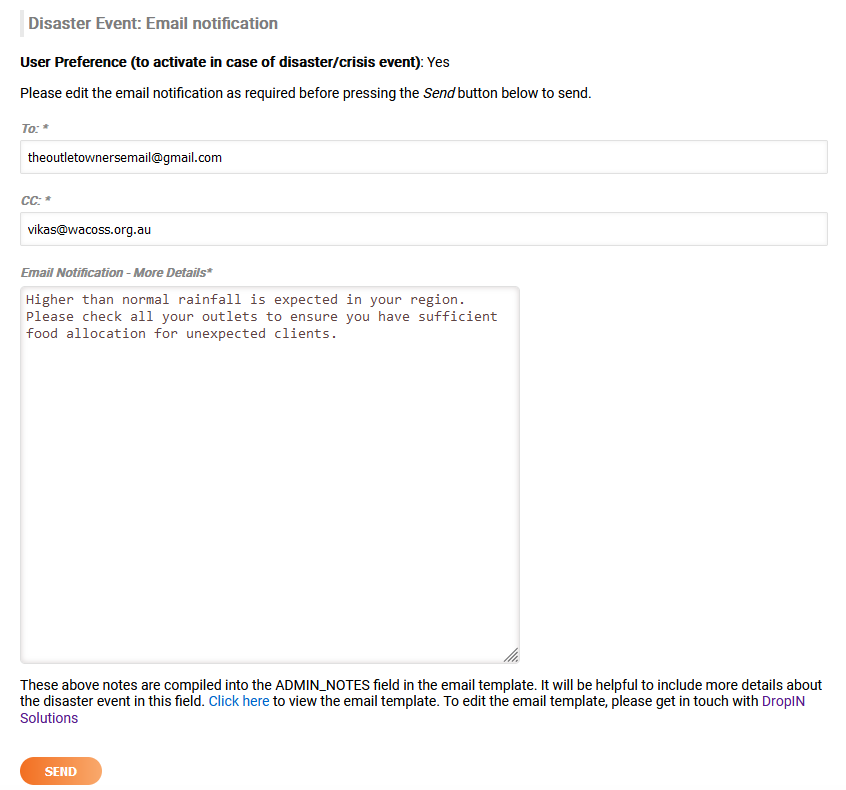 Disaster Event: Email notification
User Preference (to activate in case of disaster/crisis event): Yes
Please edit the email notification as required before pressing the Send button below to send.
To: *
theoutletownersemail@gmail.com
CC: *
vikas@wacoss.org.au
Email Notification - More Details*
Higher than normal rainfall is expected in your region.
Please check all your outlets to ensure you have sufficient
food allocation for unexpected clients.
These above notes are compiled into the ADMIN_NOTES field in the email template. It will be helpful to include more details about
the disaster event in this field. Click here to view the email template. To edit the email template, please get in touch with DropIN
Solutions
SEND